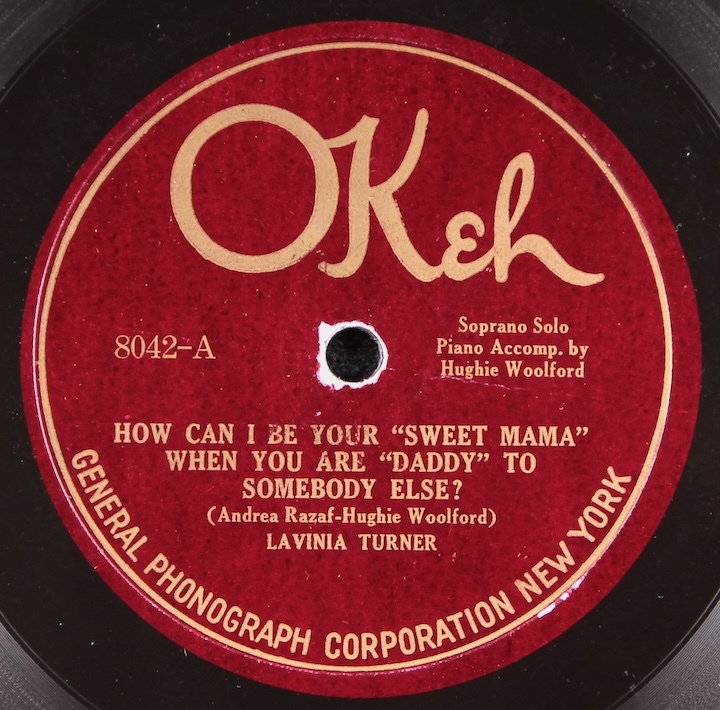 OKeh
8042-A
Soprano Solo
Piano Accomp. by
Hughie Woolford
HOW CAN I BE YOUR "SWEET MAMA"
WHEN YOU ARE "DADDY" TO
SOMEBODY ELSE?
(Andrea Razaf-Hughie Woolford)
LAVINIA TURNER
GENERAL PHONOGRAPH CORPORATION NEW YORK